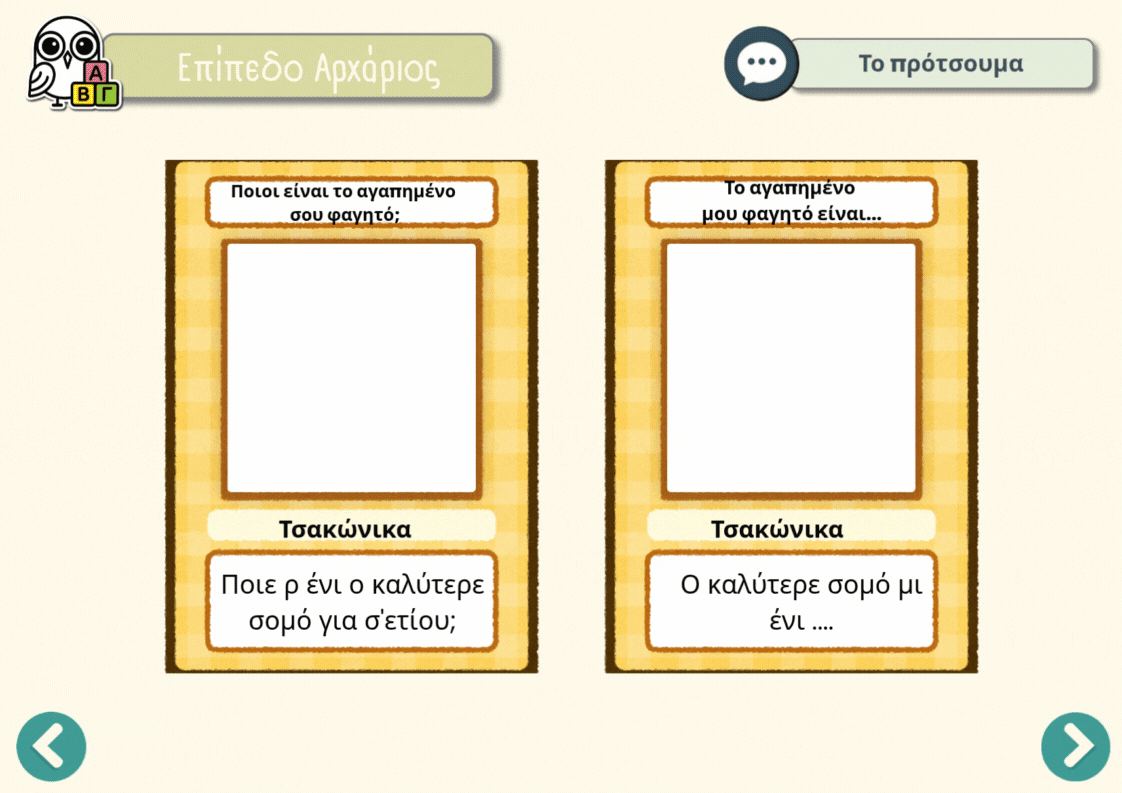 Επίπεδο Αρχάριος
Το πρότσουμα
Α
Β Γ
Ποιοι είναι το αγαπημένο
σου φαγητό;
Τσακώνικα
Ποιε ρ ένι ο καλύτερε
σομό για σ'ετίου;
Το αγαπημένο
μου φαγητό είναι...
Τσακώνικα
Ο καλύτερε σομό μι
ένι ....